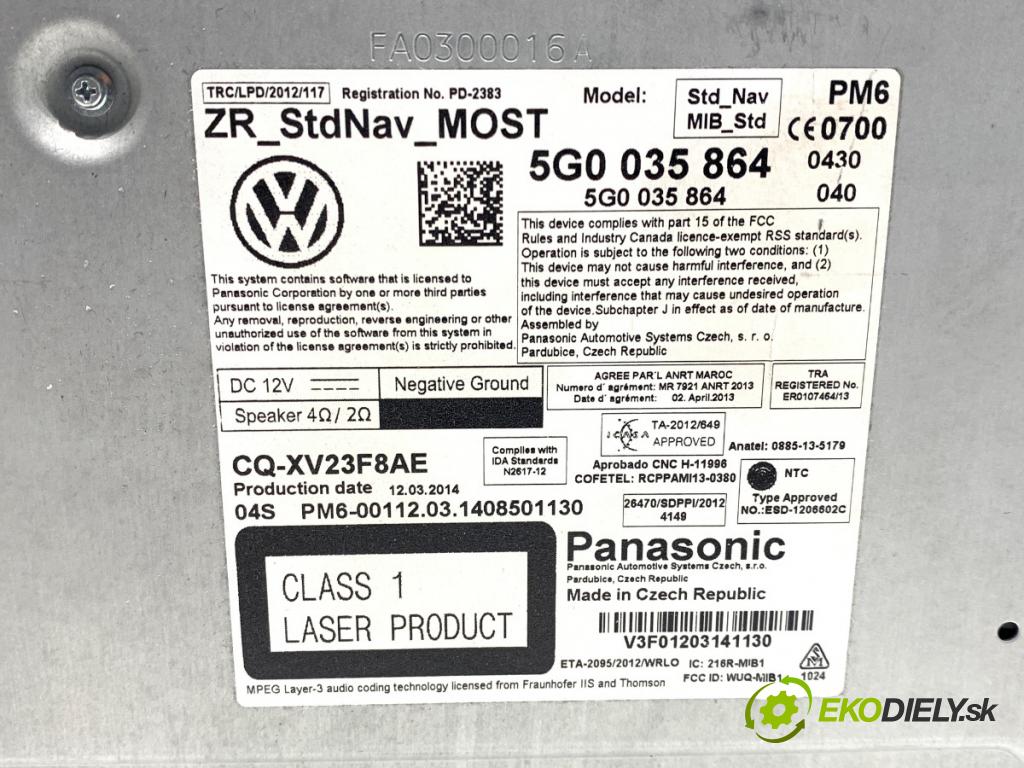 FA0300016A
TRC/LPD/2012/117 Registration No. PD-2383
Model: Std_Nav MIB_Std
PM6
ZR_StdNav_MOST
CE0700
5G0 035 864 0430
5G0 035 864 040
This device complies with part 15 of the FCC
Rules and Industry Canada licence-exempt RSS standard(s).
Operation is subject to the following two conditions: (1)
This device may not cause harmful interference, and (2)
this device must accept any interference received,
including interference that may cause undesired operation
of the device.Subchapter J in effect as of date of manufacture.
Assembled by
Panasonic Automotive Systems Czech, s. r. o.
Pardubice, Czech Republic
This system contains software that is licensed to
Panasonic Corporation by one or more third parties
pursuant to license agreement(s).
Any removal, reproduction, reverse engineering or other
unauthorized use of the software from this system in
violation of the license agreement(s) is strictly prohibited.
DC 12V Negative Ground
Speaker 4Ω/ 2Ω
AGREE PAR'L ANRT MAROC
Numero d' agrément: MR 7921 ANRT 2013
Date d' agrément: 02. April.2013
TRA
REGISTERED No.
ER0107464/13
ICASA
TA-2012/649
APPROVED
Anatel: 0885-13-5179
Complies with
IDA Standards
N2617-12
CQ-XV23F8AE
Production date 12.03.2014
04S PM6-00112.03.1408501130
Aprobado CNC H-11996
COFETEL: RCPPAMI13-0380
26470/SDPPI/2012
4149
NTC
Type Approved
NO.:ESD-1206602C
CLASS 1
LASER PRODUCT
Panasonic
Panasonic Automotive Systems Czech, s.r.o.
Pardubice, Czech Republic
Made in Czech Republic
V3F01203141130
ETA-2095/2012/WRLO IC: 216R-MIB1
FCC ID: WUQ-MIB1 1024
MPEG Layer-3 audio coding technology licensed from Fraunhofer IIS and Thomson
EKODIELY.sk